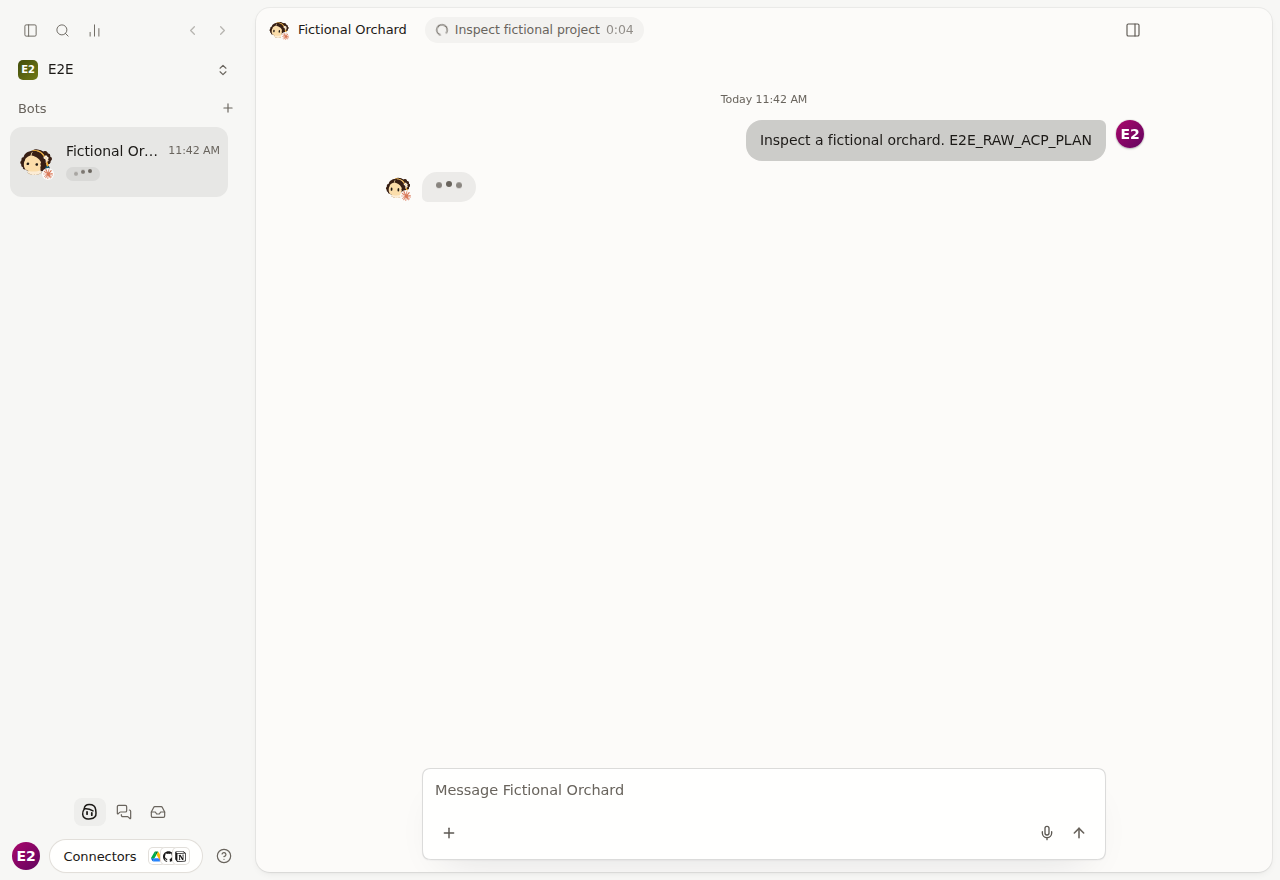 E2 E2E
Bots
Fictional Or... 11:42 AM
E2 Connectors
Fictional Orchard Inspect fictional project 0:04
Today 11:42 AM
Inspect a fictional orchard. E2E_RAW_ACP_PLAN E2
Message Fictional Orchard